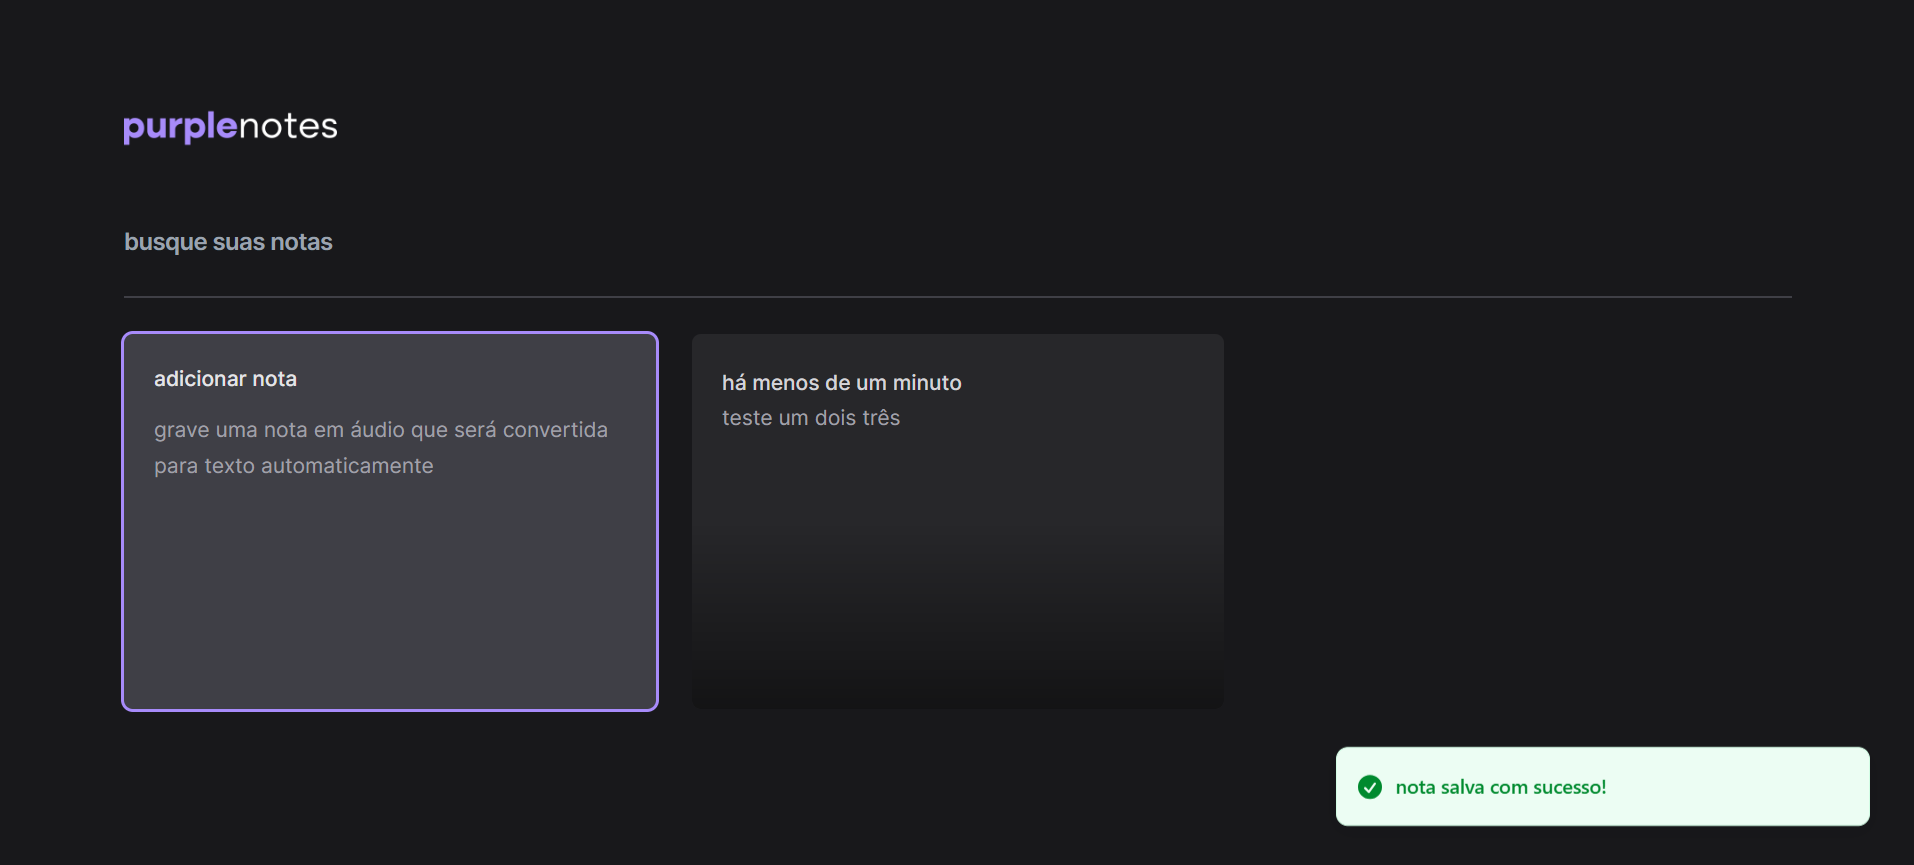 purplenotes
busque suas notas
adicionar nota
grave uma nota em áudio que será convertida
para texto automaticamente
há menos de um minuto
teste um dois três
nota salva com sucesso!